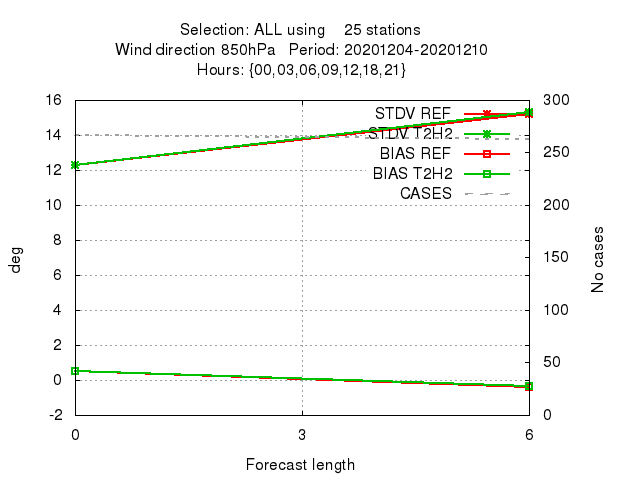 Selection: ALL using 25 stations
Wind direction 850hPa Period: 20201204-20201210
Hours: {00,03,06,09,12,18,21}
STDV REF
STDV T2H2
BIAS REF
BIAS T2H2
CASES
16
14
12
10
8
6
4
2
0
-2
deg
300
250
200
150
100
50
0
No cases
0 3 6
Forecast length